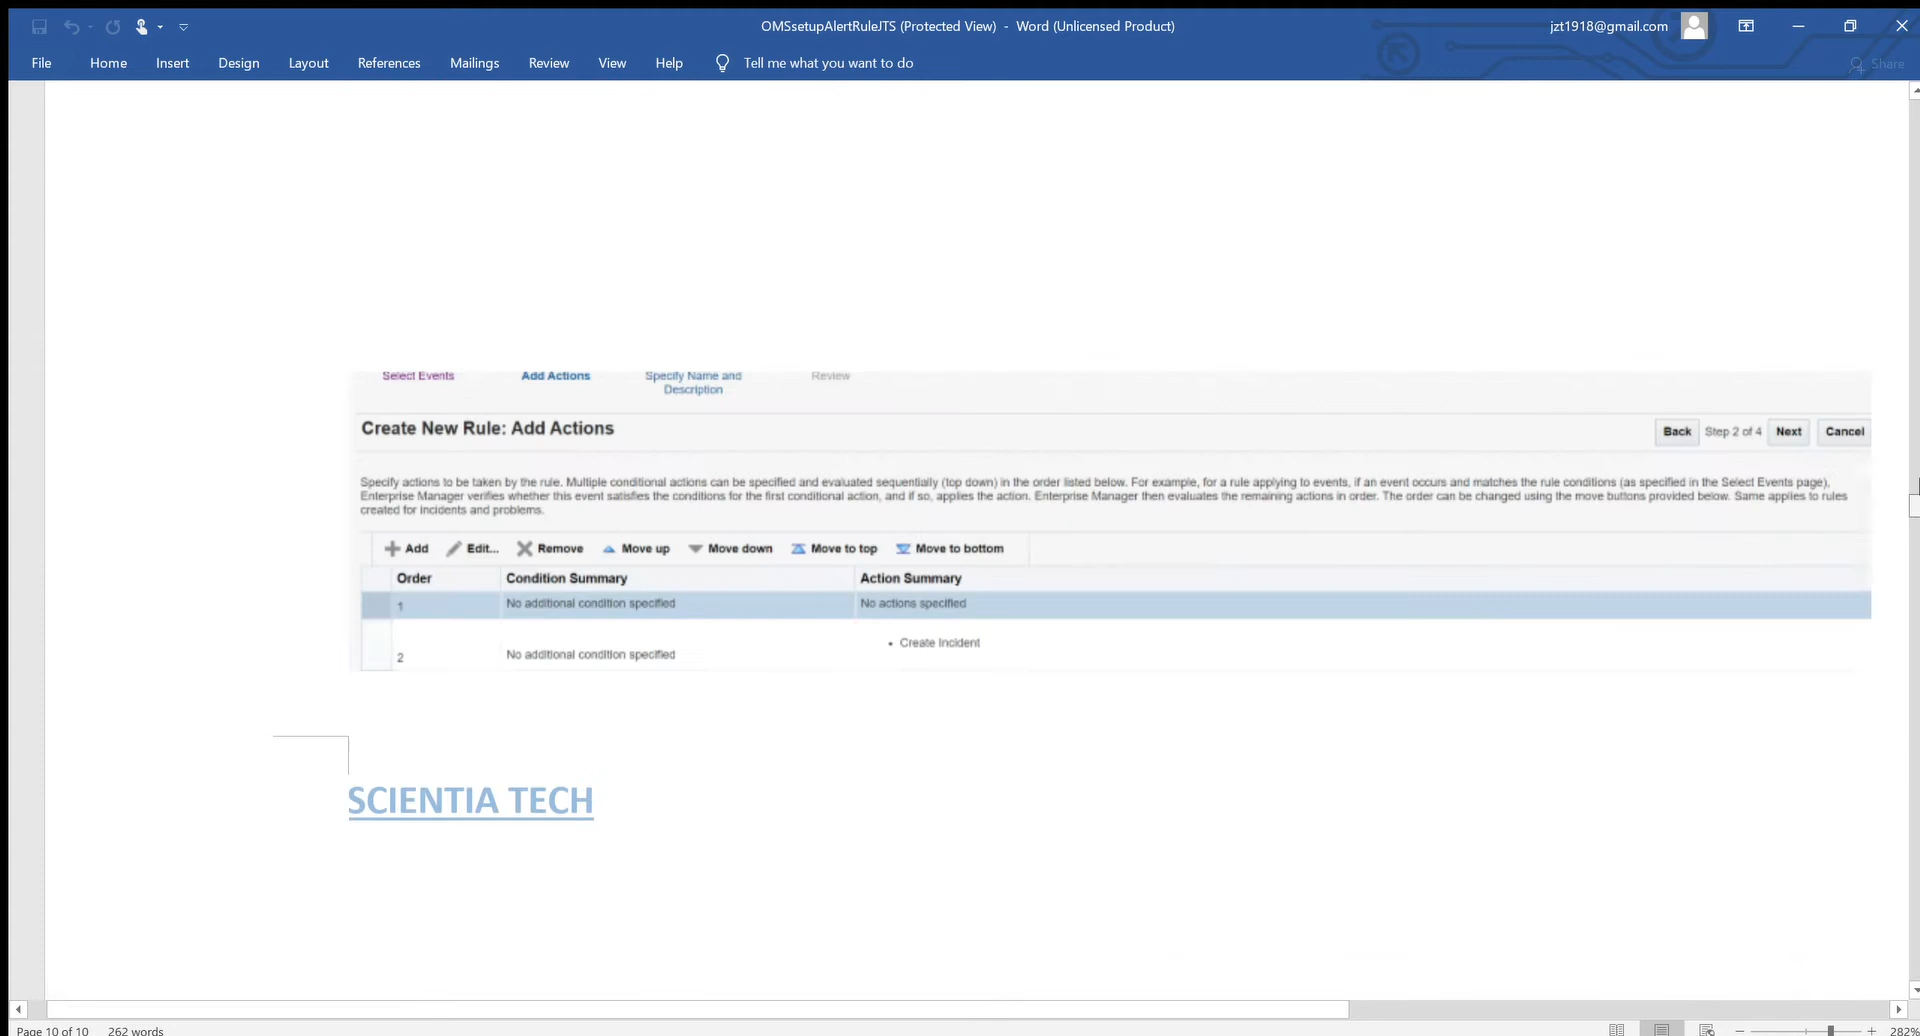 OMSsetupAlertRuleJTS (Protected View) - Word (Unlicensed Product)
jzt1918@gmail.com
File Home Insert Design Layout References Mailings Review View Help Tell me what you want to do
Share
Select Events Add Actions Specify Name and Review
Description
Create New Rule: Add Actions
Back Step 2 of 4 Next Cancel
Specify actions to be taken by the rule. Multiple conditional actions can be specified and evaluated sequentially (top down) in the order listed below. For example, for a rule applying to events, if an event occurs and matches the rule conditions (as specified in the Select Events page),
Enterprise Manager verifies whether this event satisfies the conditions for the first conditional action, and if so, applies the action. Enterprise Manager then evaluates the remaining actions in order. The order can be changed using the move buttons provided below. Same applies to rules
created for incidents and problems.
Add Edit... Remove Move up Move down Move to top Move to bottom
Order Condition Summary Action Summary
1 No additional condition specified No actions specified
• Create Incident
2 No additional condition specified
SCIENTIA TECH
Page 10 of 10 262 words
282%